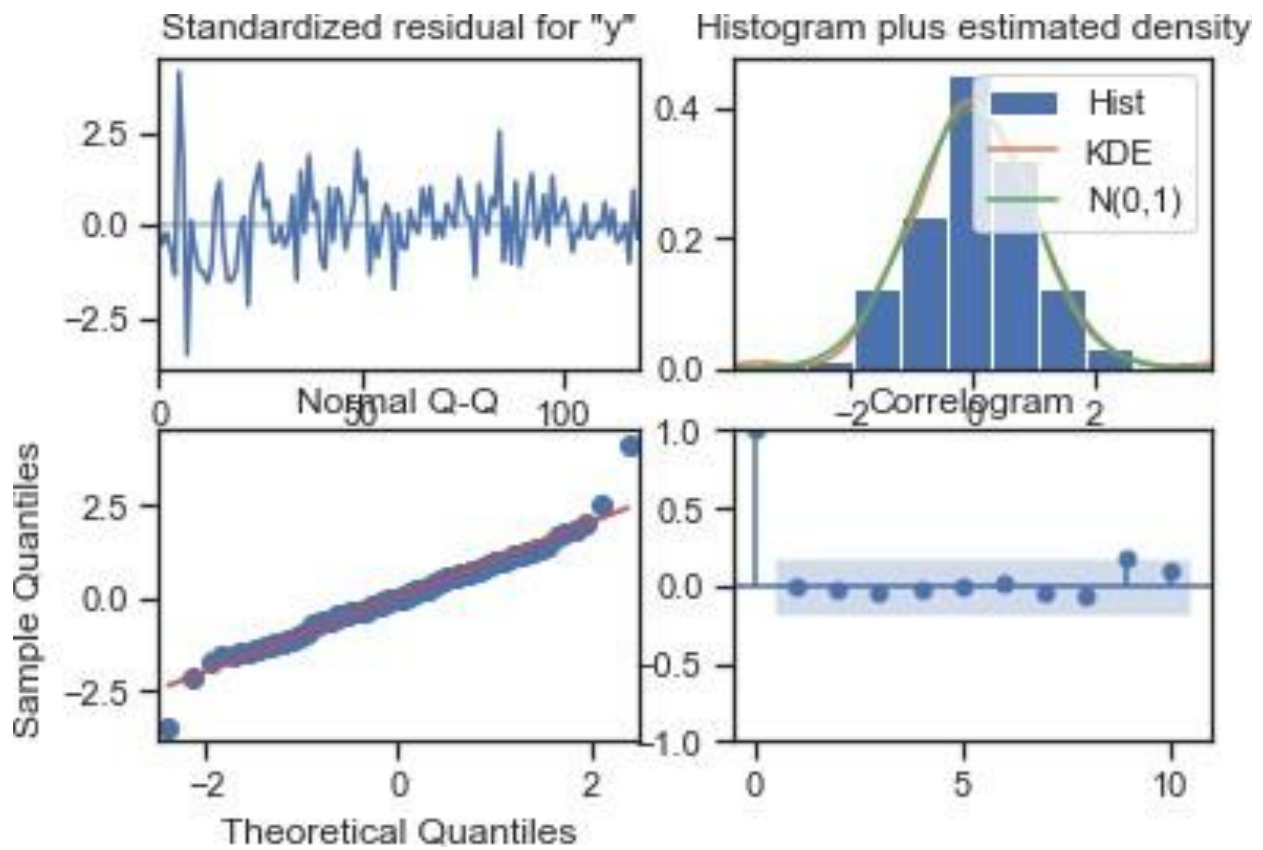 Standardized residual for "y"
2.5
0.0
−2.5
0 50 100
Histogram plus estimated density
0.4
0.2
0.0
−2 0 2
Hist
KDE
N(0,1)
Normal Q-Q
Sample Quantiles
2.5
0.0
−2.5
−2 0 2
Theoretical Quantiles
Correlogram
1.0
0.5
0.0
−0.5
−1.0
0 5 10